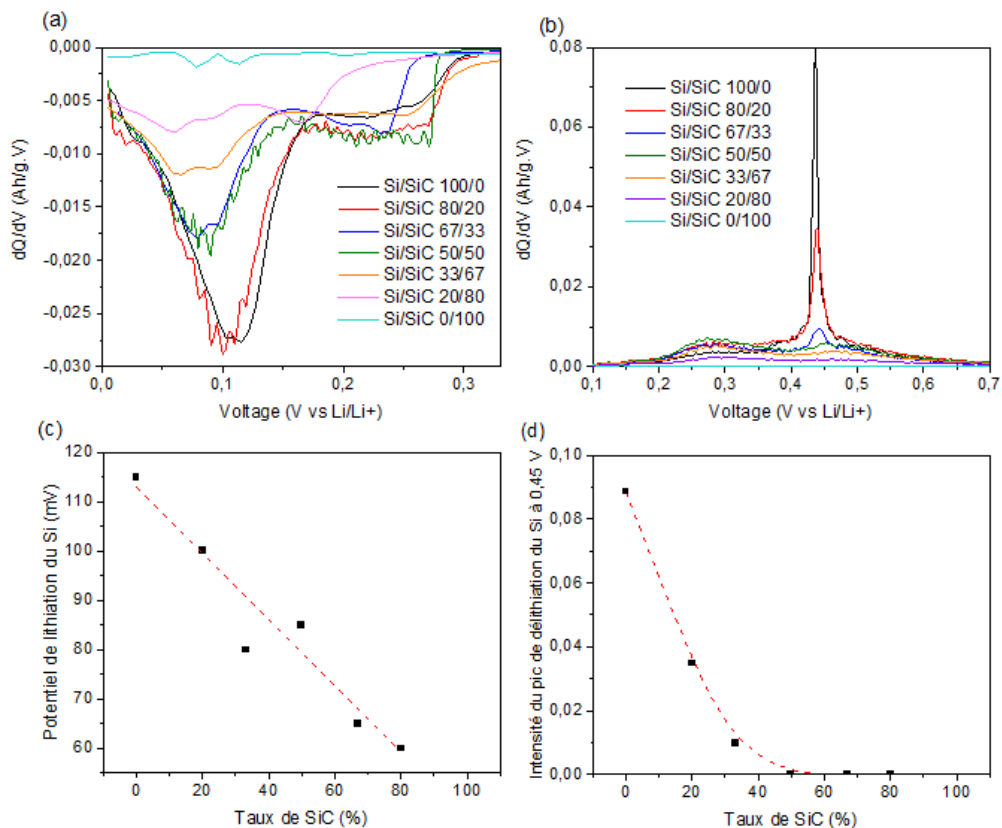 (a)
0,000
-0,005
-0,010
-0,015
-0,020
-0,025
-0,030
dQ/dV (Ah/g.V)
0,0 0,1 0,2 0,3
Voltage (V vs Li/Li+)
Si/SiC 100/0
Si/SiC 80/20
Si/SiC 67/33
Si/SiC 50/50
Si/SiC 33/67
Si/SiC 20/80
Si/SiC 0/100
(b)
0,08
0,06
0,04
0,02
0,00
dQ/dV (Ah/g.V)
0,1 0,2 0,3 0,4 0,5 0,6 0,7
Voltage (V vs Li/Li+)
Si/SiC 100/0
Si/SiC 80/20
Si/SiC 67/33
Si/SiC 50/50
Si/SiC 33/67
Si/SiC 20/80
Si/SiC 0/100
(c)
120
110
100
90
80
70
60
Potentiel de lithiation du Si (mV)
0 20 40 60 80 100
Taux de SiC (%)
(d)
0,10
0,08
0,06
0,04
0,02
0,00
Intensité du pic de délithiation du Si à 0,45 V
0 20 40 60 80 100
Taux de SiC (%)